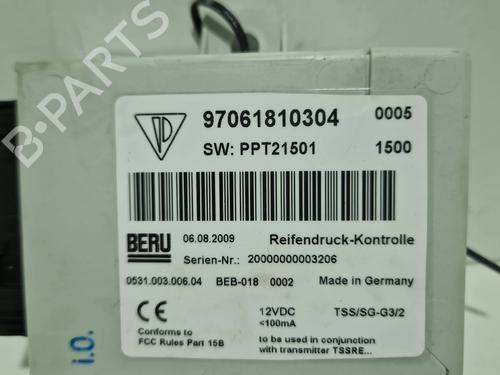 B-PARTS
97061810304 0005
SW: PPT21501 1500
BERU 06.08.2009 Reifendruck-Kontrolle
Serien-Nr.: 20000000003206
0531.003.006.04 BEB-018 0002 Made in Germany
CE 12VDC TSS/SG-G3/2
<100mA
Conforms to
FCC Rules Part 15B
to be used in conjunction
with transmitter TSSRE...
i.O.